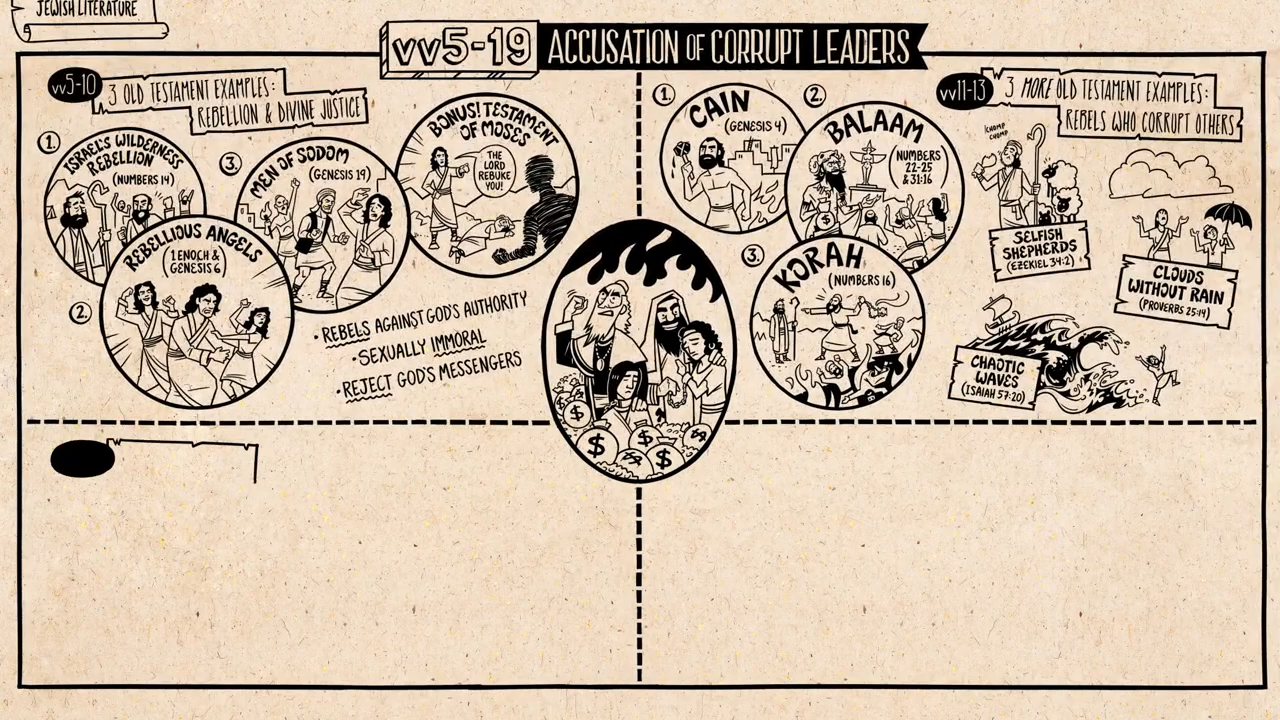 JEWISH LITERATURE
vv5-19 ACCUSATION OF CORRUPT LEADERS
vv5-10
3 OLD TESTAMENT EXAMPLES:
REBELLION & DIVINE JUSTICE
1.
ISRAEL'S WILDERNESS
REBELLION
(NUMBERS 14)
2.
REBELLIOUS ANGELS
(1 ENOCH &
GENESIS 6)
3.
MEN OF SODOM
(GENESIS 19)
BONUS! TESTAMENT
OF MOSES
THE
LORD
REBUKE
YOU!
•REBELS AGAINST GOD'S AUTHORITY
•SEXUALLY IMMORAL
•REJECT GOD'S MESSENGERS
$
$
$
$
$
$
1.
CAIN
(GENESIS 4)
2.
BALAAM
NUMBERS
22-25
& 31:16
$
3.
KORAH
(NUMBERS 16)
vv11-13
3 MORE OLD TESTAMENT EXAMPLES:
REBELS WHO CORRUPT OTHERS
CHOMP
CHOMP
SELFISH
SHEPHERDS
(EZEKIEL 34:2)
CLOUDS
WITHOUT RAIN
(PROVERBS 25:14)
CHAOTIC
WAVES
(ISAIAH 57:20)